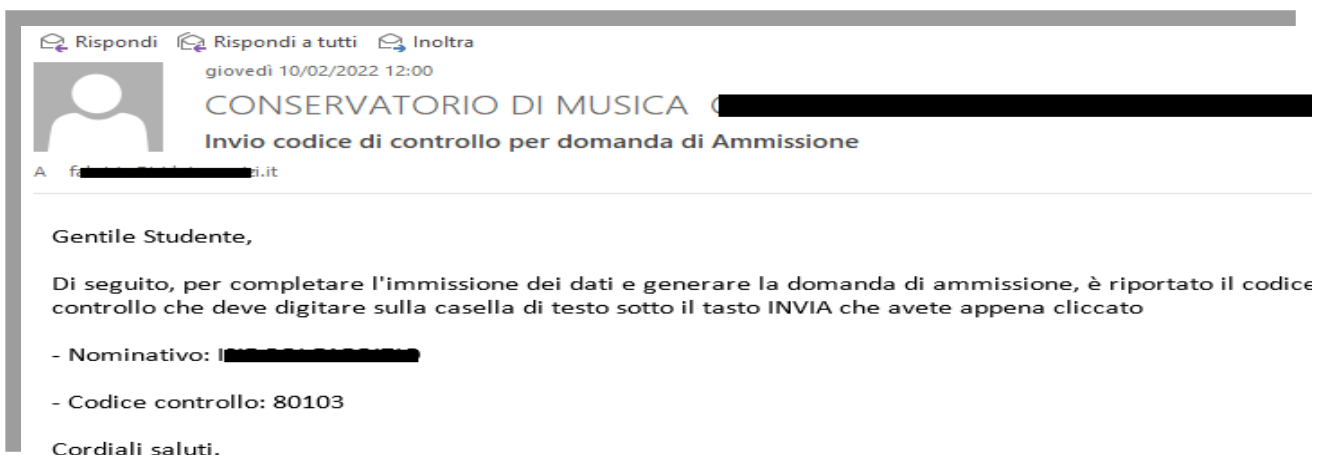 Rispondi Rispondi a tutti Inoltra
giovedì 10/02/2022 12:00
CONSERVATORIO DI MUSICA
Invio codice di controllo per domanda di Ammissione
A
i.it
Gentile Studente,
Di seguito, per completare l'immissione dei dati e generare la domanda di ammissione, è riportato il codice
controllo che deve digitare sulla casella di testo sotto il tasto INVIA che avete appena cliccato
- Nominativo:
- Codice controllo: 80103
Cordiali saluti.